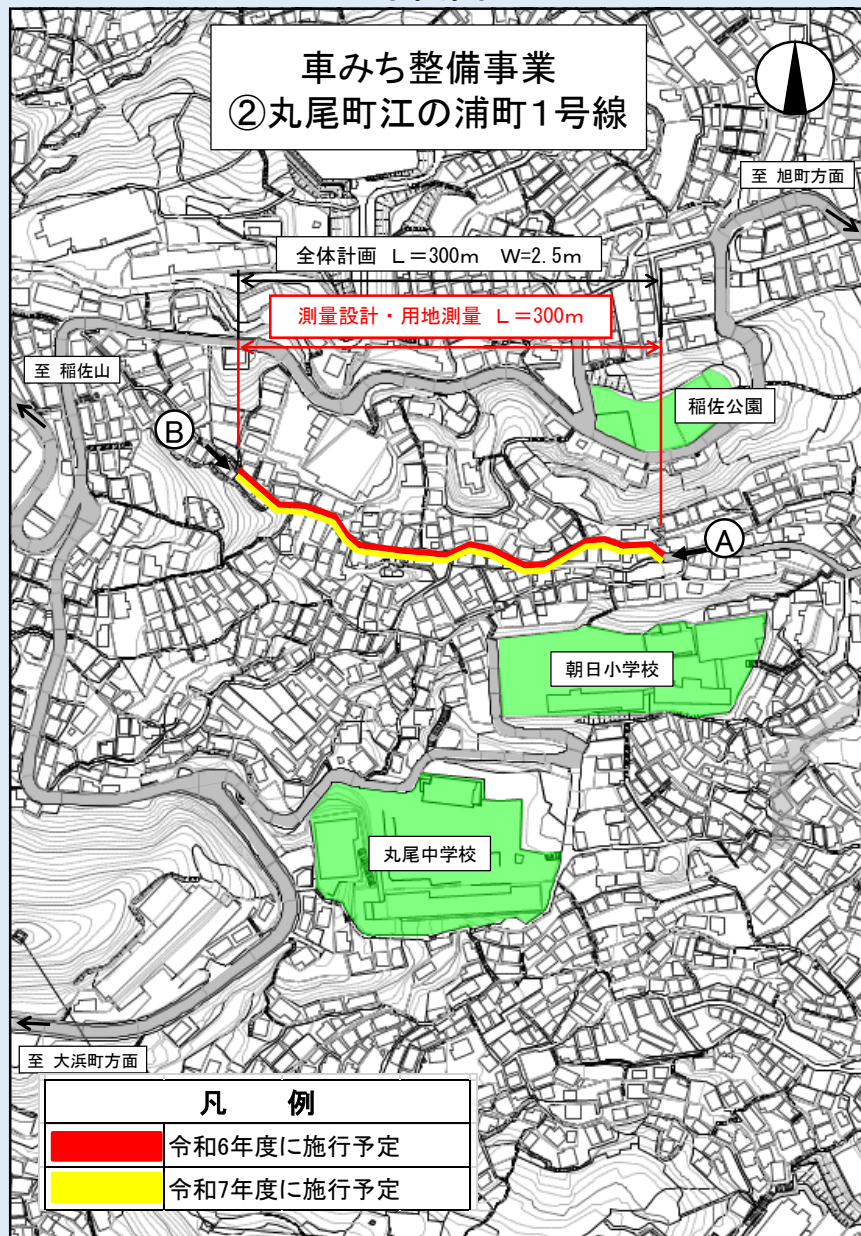 車みち整備事業
②丸尾町江の浦町1号線
至 旭町方面
全体計画 L=300m W=2.5m
測量設計・用地測量 L=300m
至 稲佐山
稲佐公園
B
A
朝日小学校
丸尾中学校
至 大浜町方面
凡 例
令和6年度に施行予定
令和7年度に施行予定